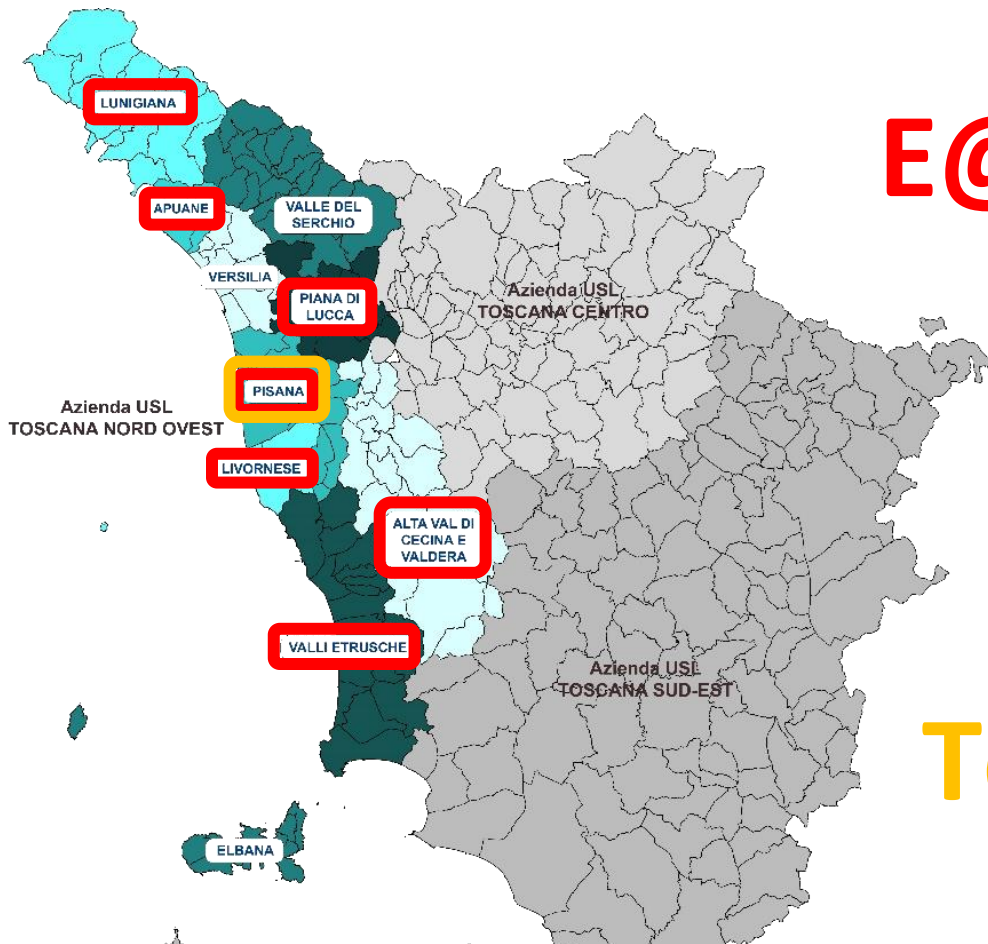 LUNIGIANA
E@
APUANE
VALLE DEL
SERCHIO
VERSILIA
PIANA DI
LUCCA
Azienda USL
TOSCANA CENTRO
PISANA
Azienda USL
TOSCANA NORD OVEST
LIVORNESE
ALTA VAL DI
CECINA E
VALDERA
VALLI ETRUSCHE
Azienda USL
TOSCANA SUD-EST
T
ELBANA